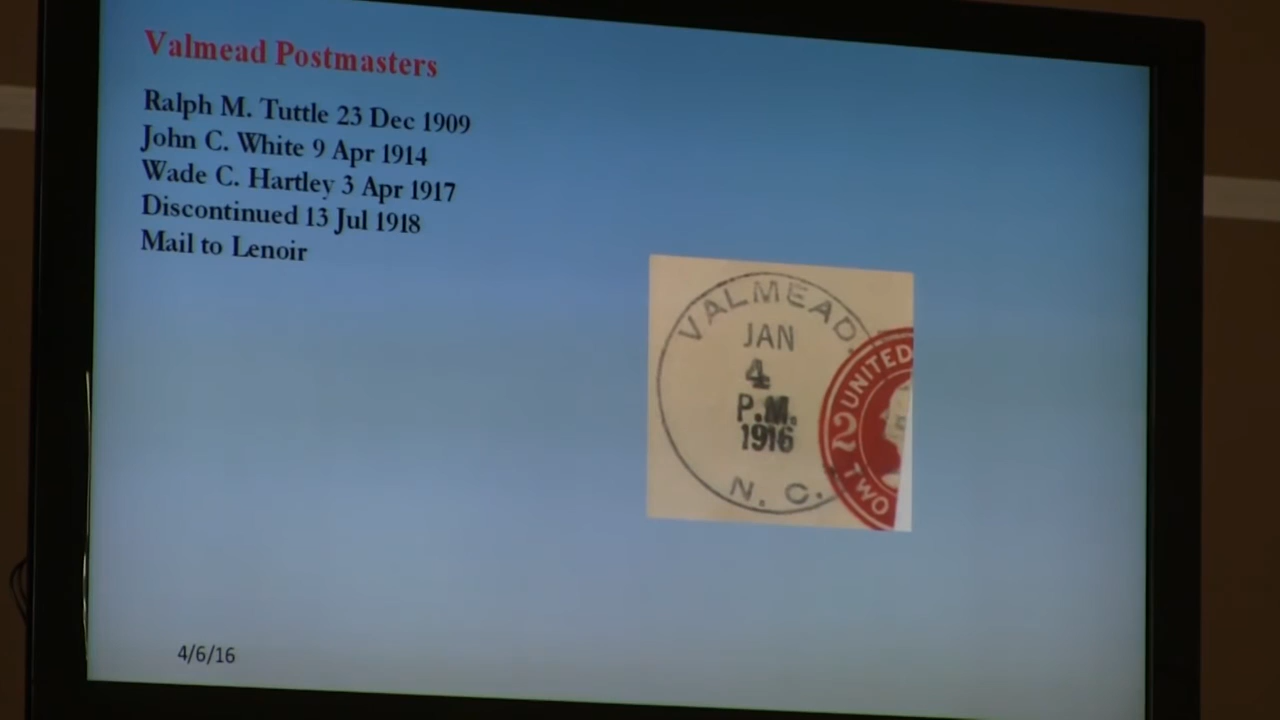 Valmead Postmasters
Ralph M. Tuttle 23 Dec 1909
John C. White 9 Apr 1914
Wade C. Hartley 3 Apr 1917
Discontinued 13 Jul 1918
Mail to Lenoir
VALMEAD.
JAN
4
P.M.
1916
N. C.
UNITED
2
TWO
4/6/16